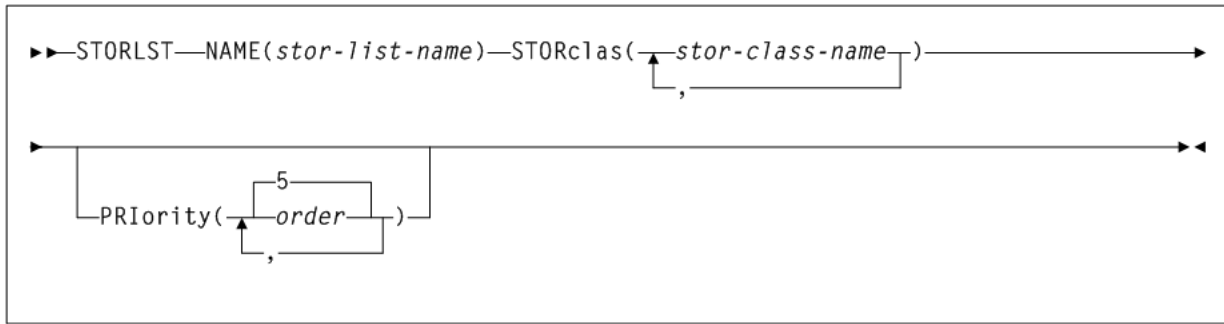 STORLST NAME(stor-list-name) STORclas( stor-class-name )
,
5
PRIority( order )
,